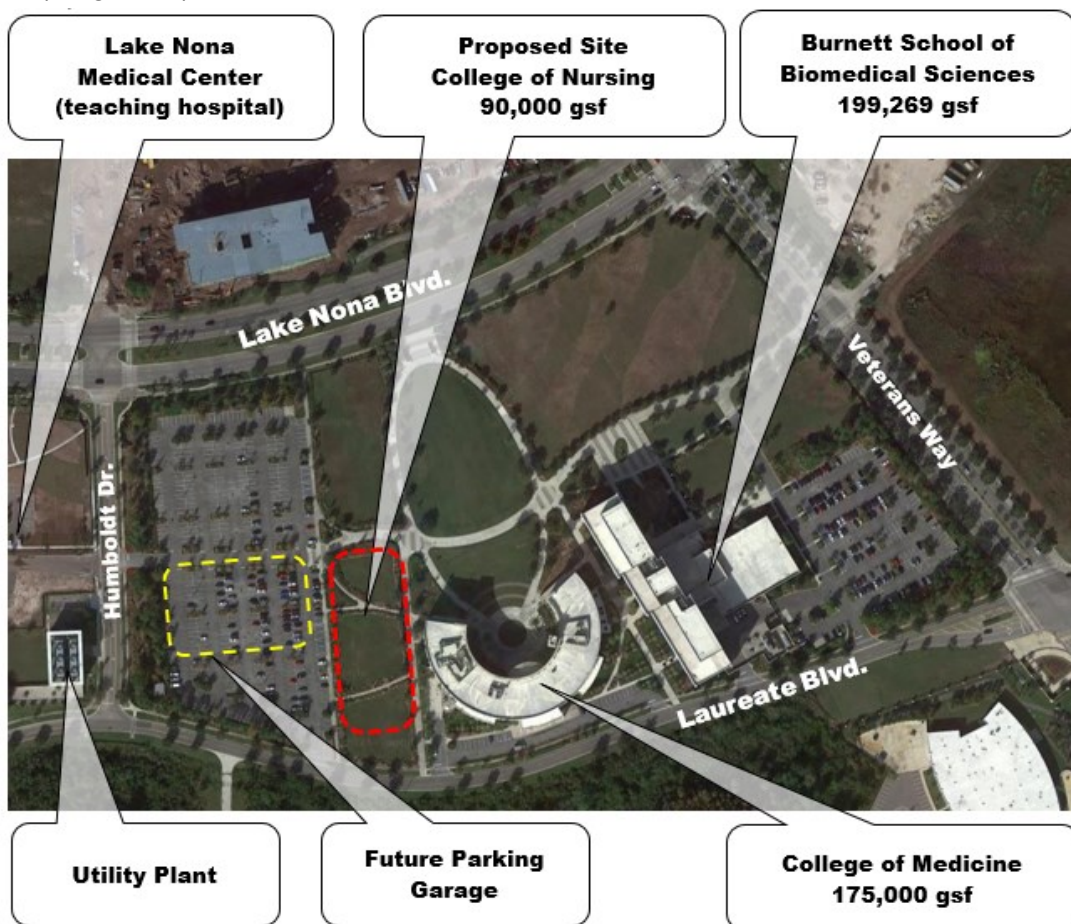 Lake Nona
Medical Center
(teaching hospital)
Proposed Site
College of Nursing
90,000 gsf
Burnett School of
Biomedical Sciences
199,269 gsf
Lake Nona Blvd.
Veterans Way
Humboldt Dr.
Laureate Blvd.
Utility Plant
Future Parking
Garage
College of Medicine
175,000 gsf